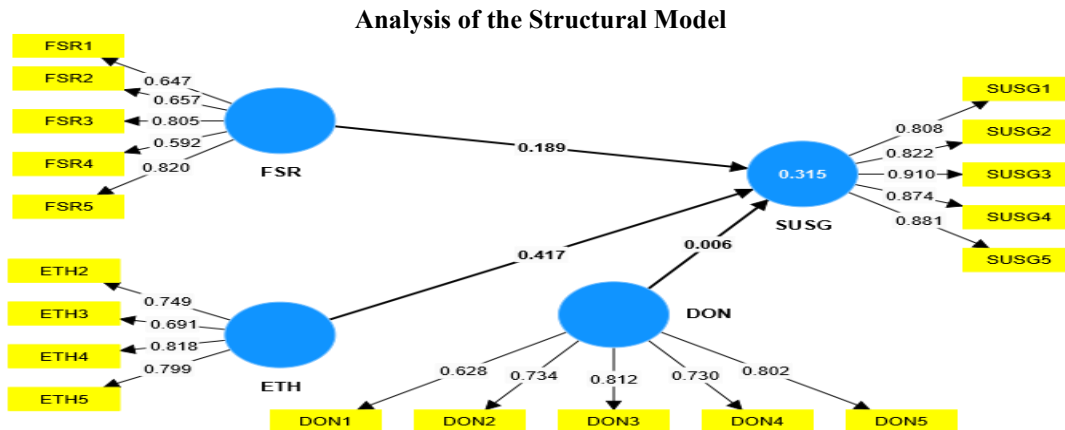 Analysis of the Structural Model
FSR1
FSR2
FSR3
FSR4
FSR5
0.647
0.657
0.805
0.592
0.820
FSR
0.189
SUSG1
SUSG2
SUSG3
SUSG4
SUSG5
0.808
0.822
0.910
0.874
0.881
0.315
SUSG
0.417
0.006
ETH2
ETH3
ETH4
ETH5
0.749
0.691
0.818
0.799
ETH
DON
0.628
0.734
0.812
0.730
0.802
DON1
DON2
DON3
DON4
DON5